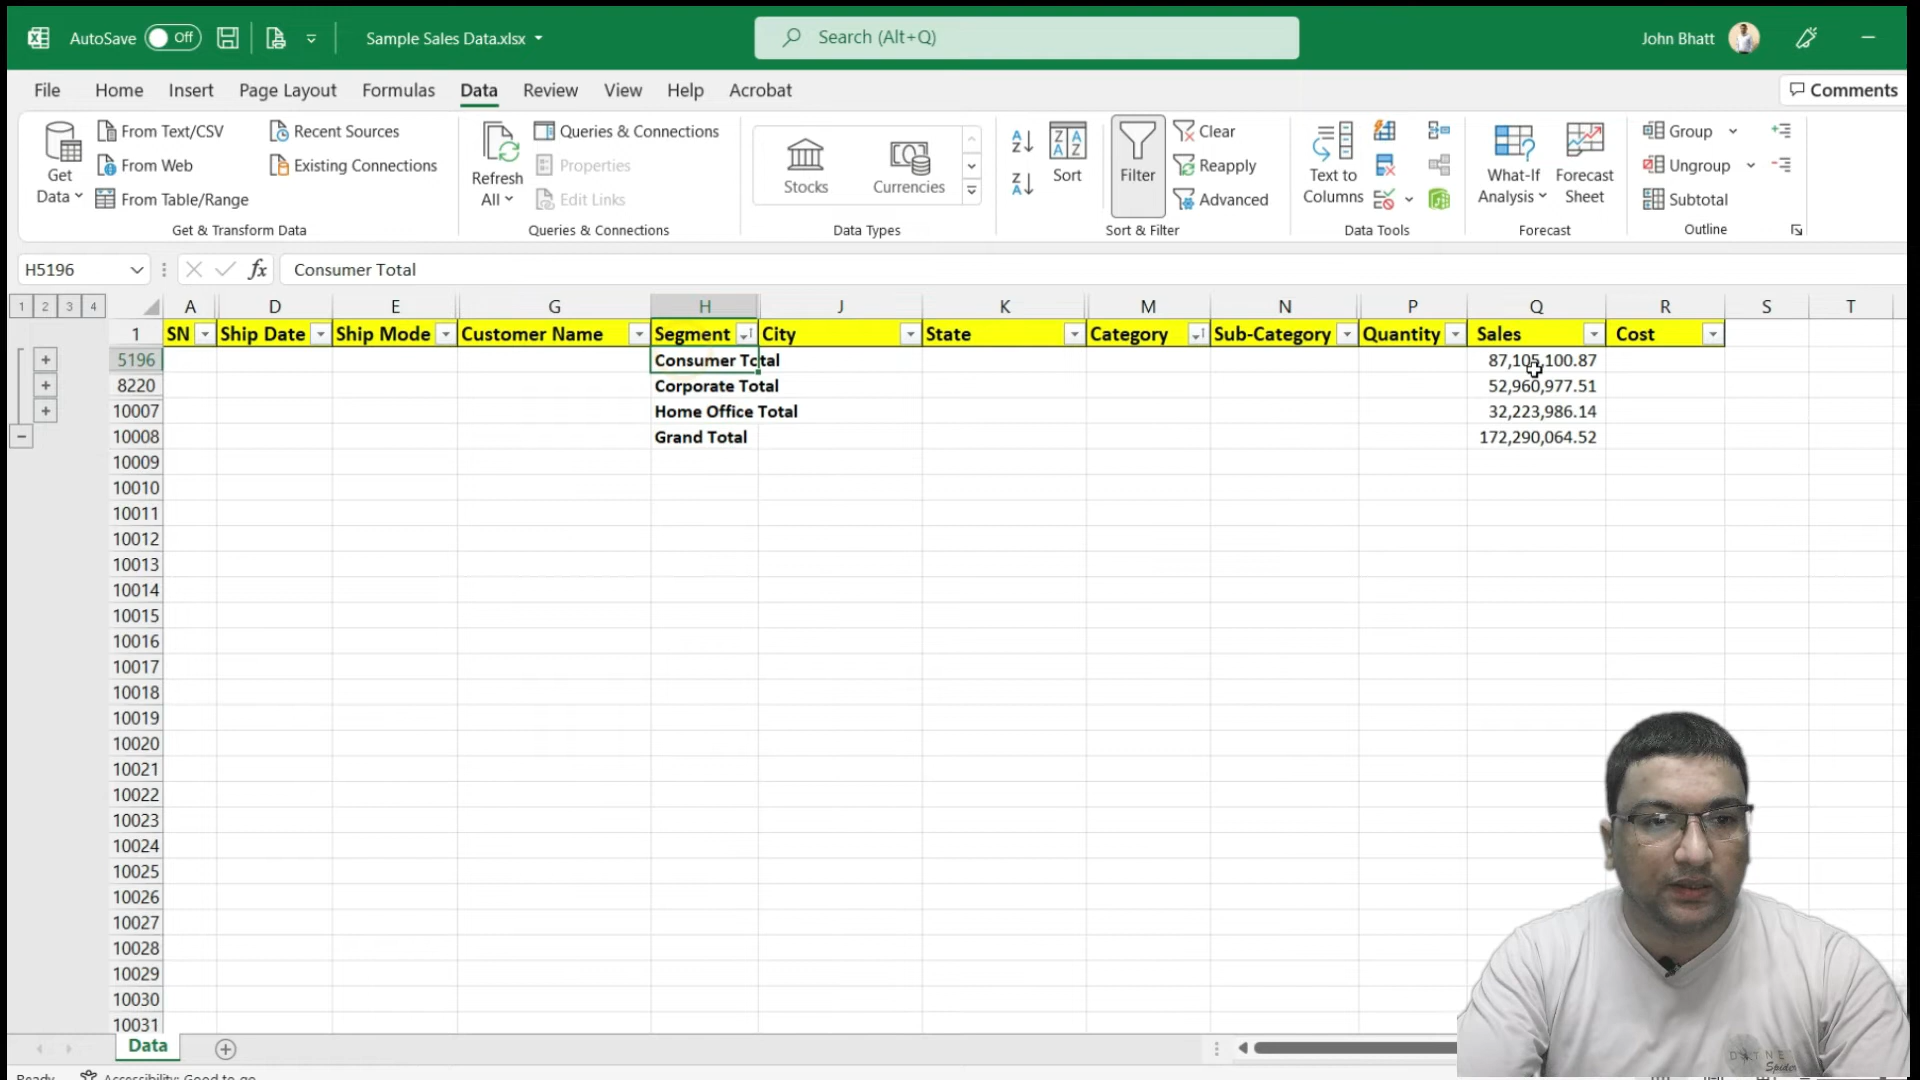 AutoSave Off Sample Sales Data.xlsx Search (Alt+Q) John Bhatt
File Home Insert Page Layout Formulas Data Review View Help Acrobat Comments
Get Data
From Text/CSV
From Web
From Table/Range
Recent Sources
Existing Connections
Get & Transform Data
Refresh All
Queries & Connections
Properties
Edit Links
Queries & Connections
Stocks
Currencies
Data Types
Sort
Filter
Clear
Reapply
Advanced
Sort & Filter
Text to Columns
Data Tools
What-If Analysis
Forecast Sheet
Forecast
Group
Ungroup
Subtotal
Outline
H5196 fx Consumer Total
1 2 3 4 A D E G H J K M N P Q R S T
1 SN Ship Date Ship Mode Customer Name Segment City State Category Sub-Category Quantity Sales Cost
5196 Consumer Total 87,105,100.87
8220 Corporate Total 52,960,977.51
10007 Home Office Total 32,223,986.14
10008 Grand Total 172,290,064.52
10009
10010
10011
10012
10013
10014
10015
10016
10017
10018
10019
10020
10021
10022
10023
10024
10025
10026
10027
10028
10029
10030
10031
Data
Ready Accessibility: Good to go